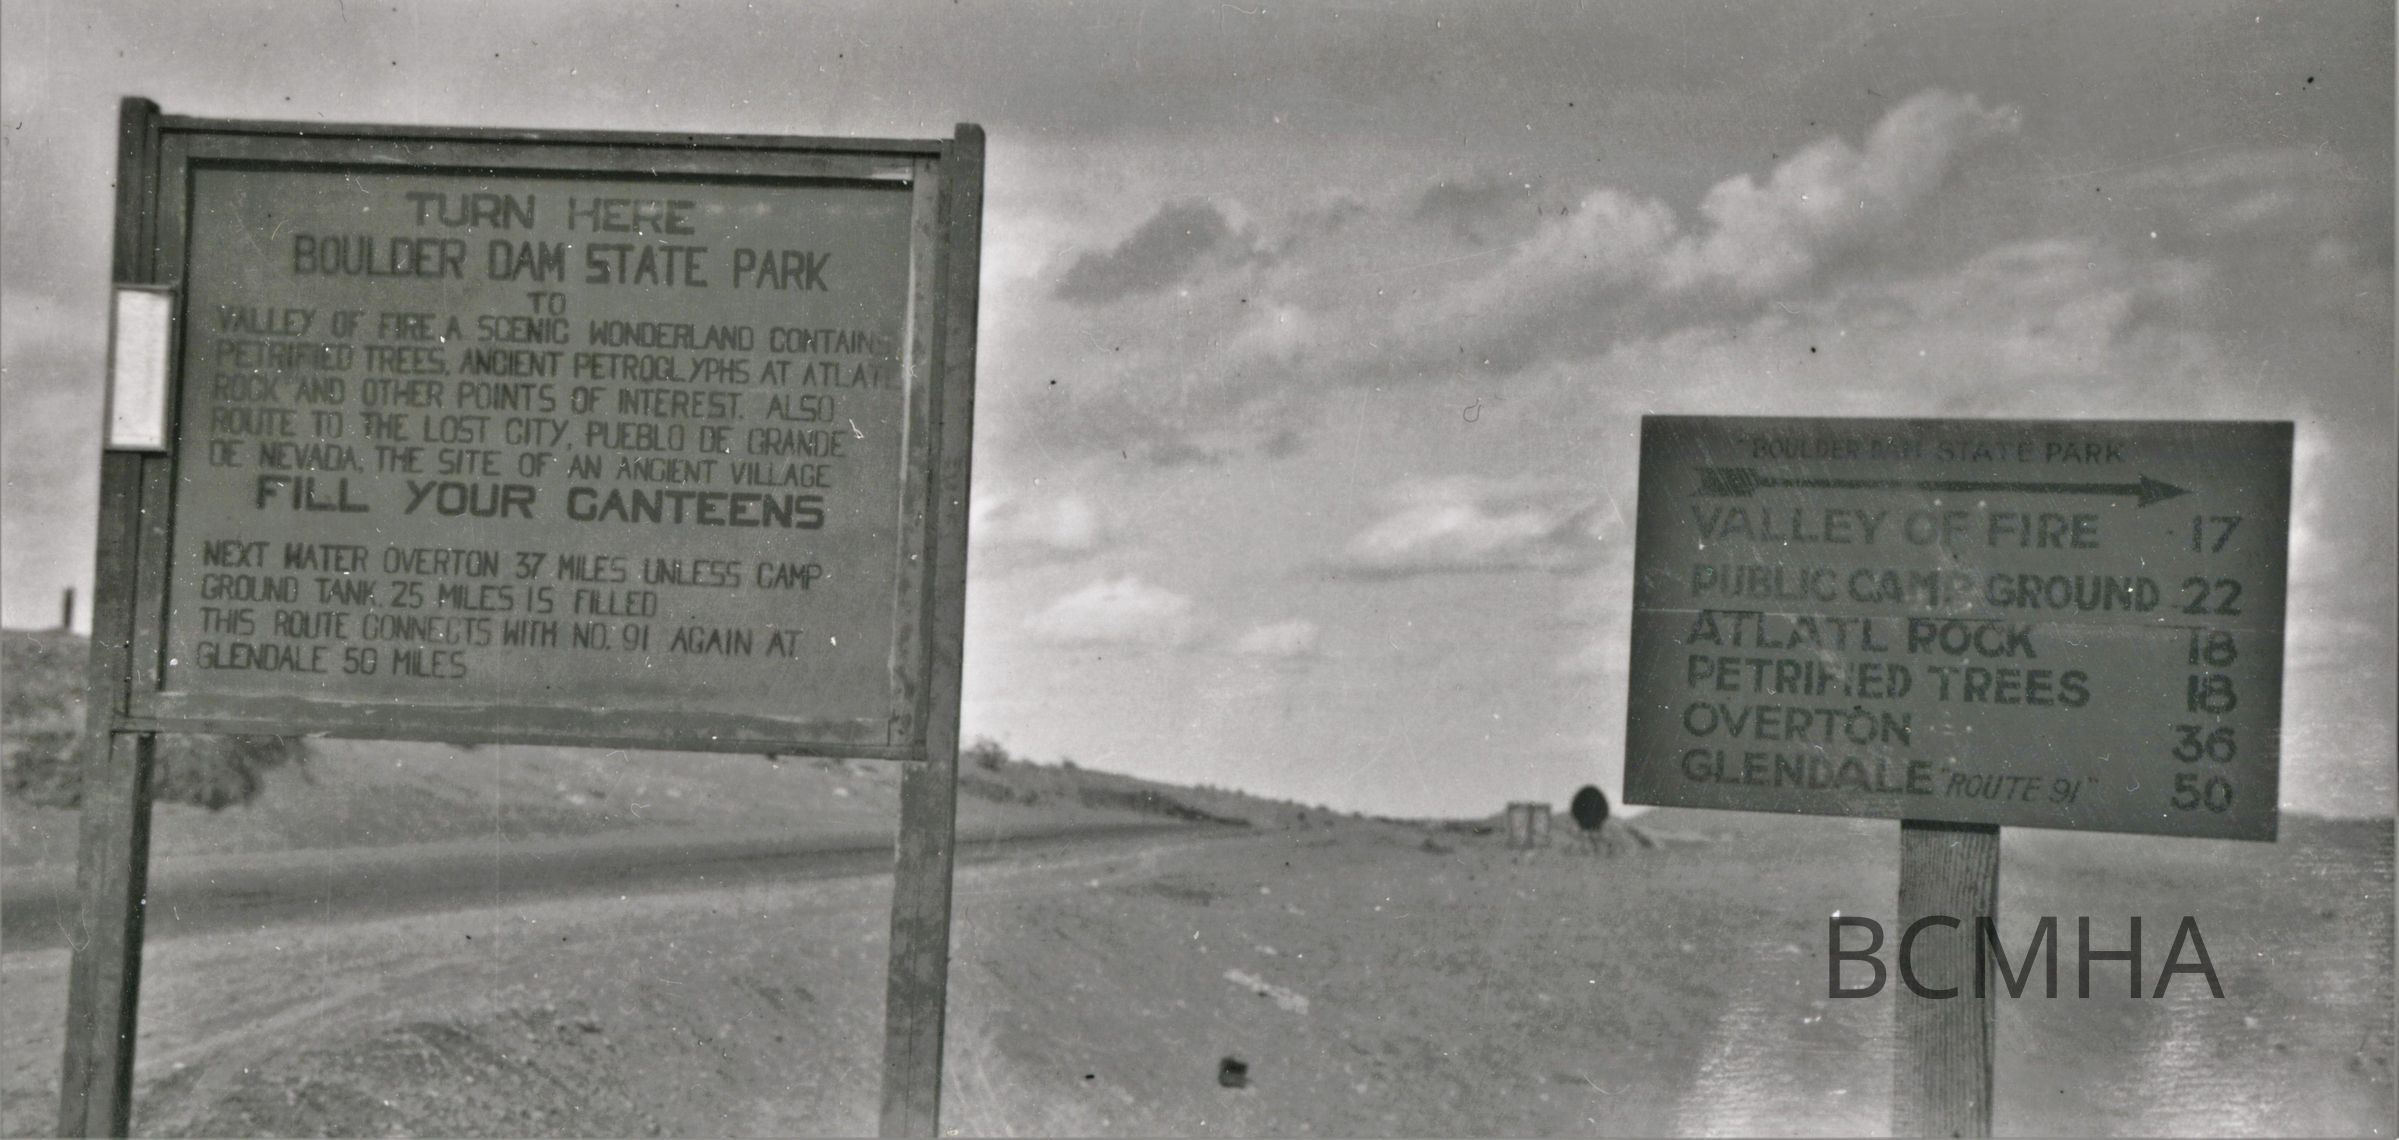 TURN HERE
BOULDER DAM STATE PARK
TO
VALLEY OF FIRE, A SCENIC WONDERLAND CONTAINS
PETRIFIED TREES, ANCIENT PETROGLYPHS AT ATLATL
ROCK" AND OTHER POINTS OF INTEREST. ALSO
ROUTE TO THE LOST CITY, PUEBLO DE GRANDE
DE NEVADA, THE SITE OF AN ANCIENT VILLAGE
FILL YOUR CANTEENS
NEXT WATER OVERTON 37 MILES UNLESS CAMP
GROUND TANK, 25 MILES IS FILLED
THIS ROUTE CONNECTS WITH NO. 91 AGAIN AT
GLENDALE 50 MILES
"BOULDER DAM STATE PARK"
VALLEY OF FIRE 17
PUBLIC CAMP GROUND 22
ATLATL ROCK 18
PETRIFIED TREES 18
OVERTON 36
GLENDALE "ROUTE 91" 50
BCMHA